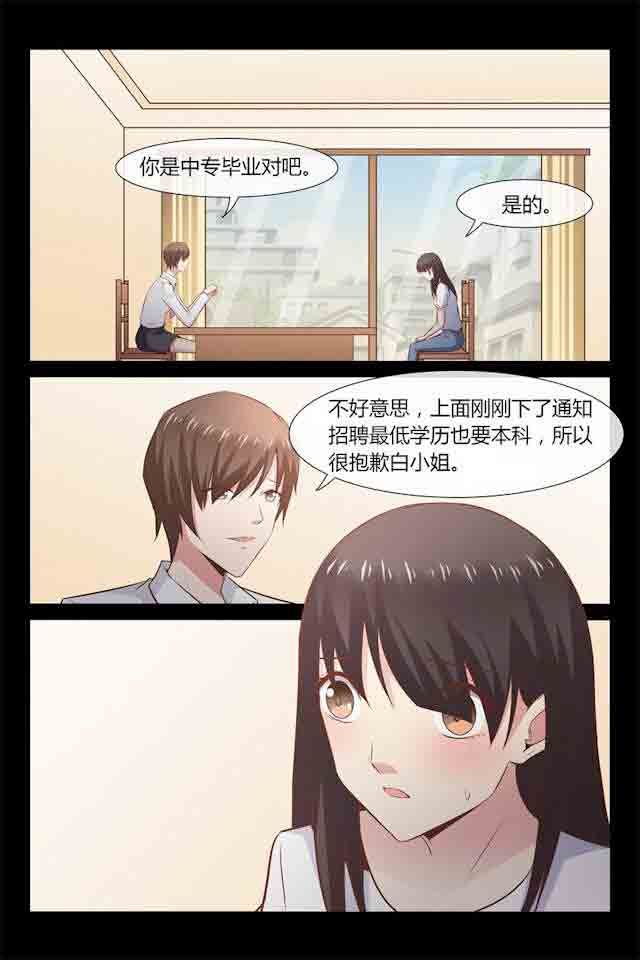 你是中专毕业对吧。
是的。
不好意思，上面刚刚下了通知
招聘最低学历也要本科，所以
很抱歉白小姐。